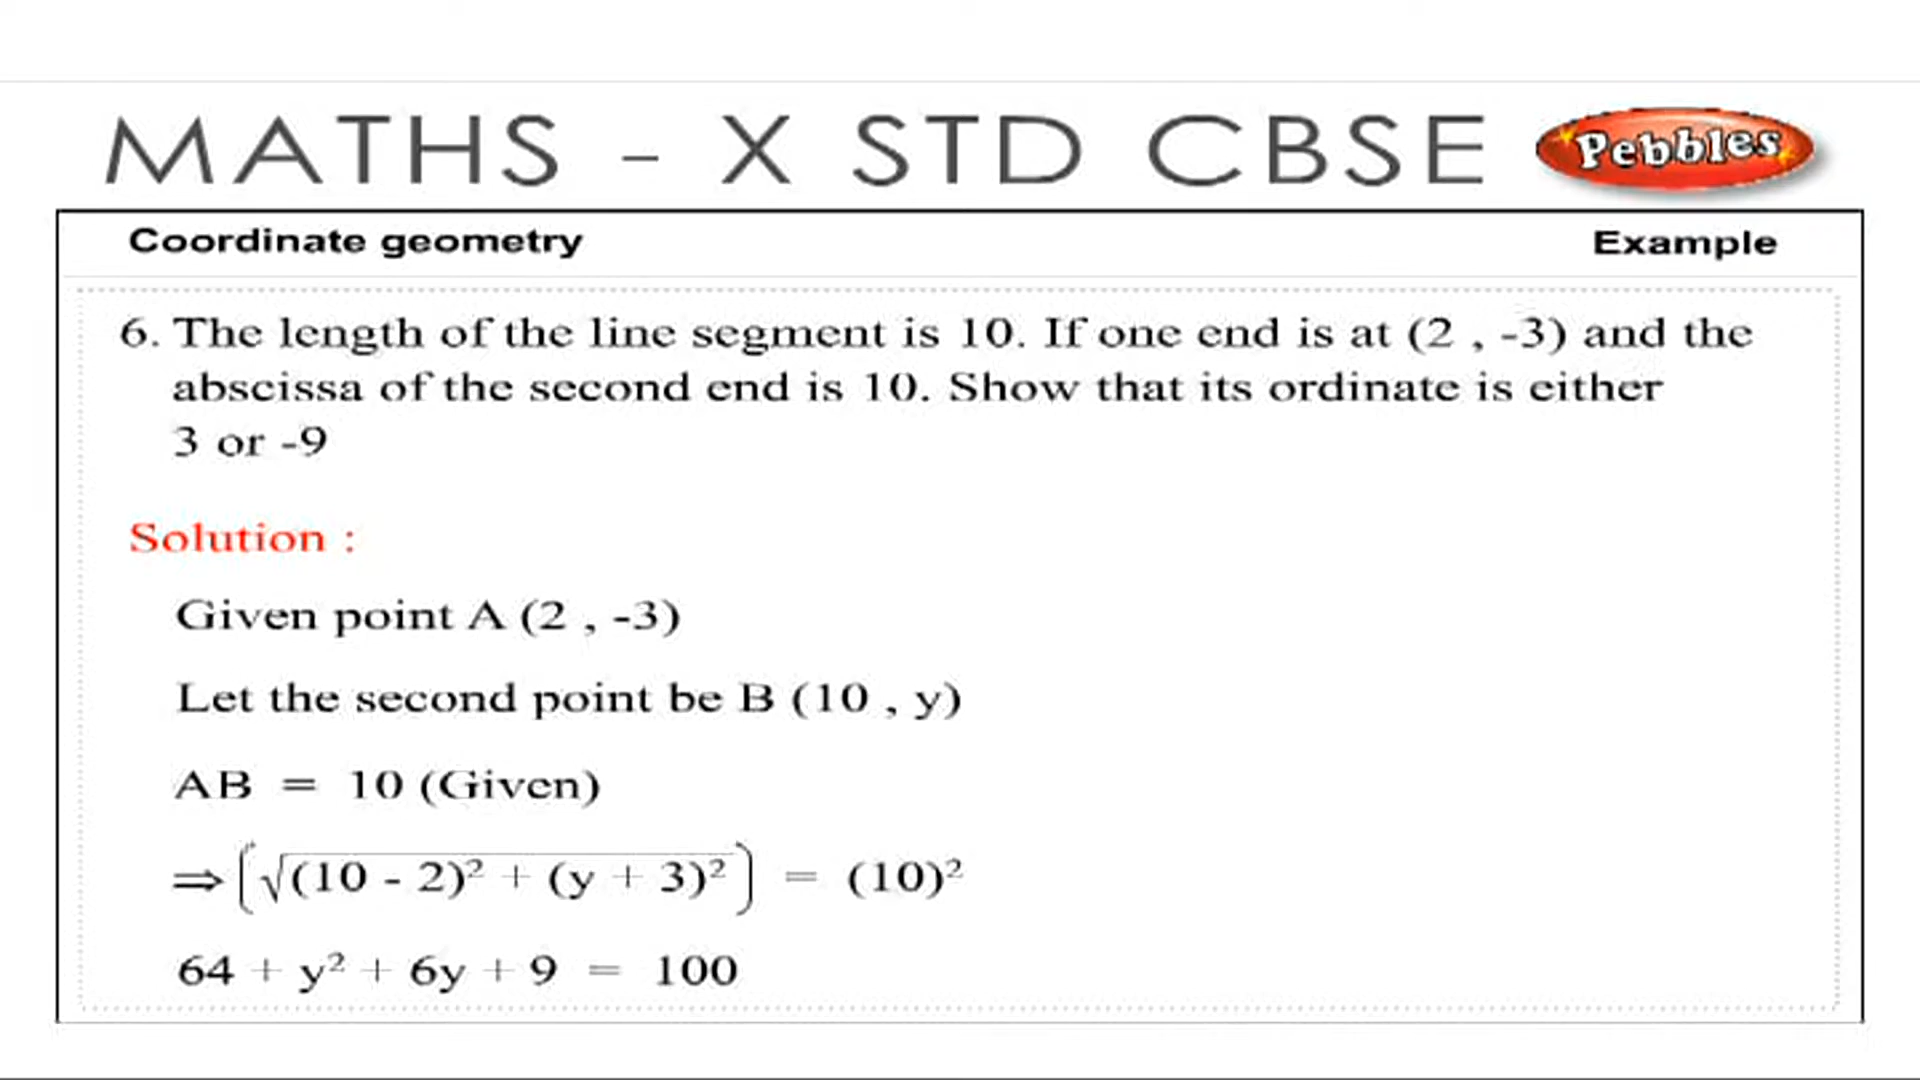 MATHS - X STD CBSE Pebbles
Coordinate geometry Example
6. The length of the line segment is 10. If one end is at (2 , -3) and the
abscissa of the second end is 10. Show that its ordinate is either
3 or -9
Solution :
Given point A (2 , -3)
Let the second point be B (10 , y)
AB = 10 (Given)
⇒ (√(10 - 2)² + (y + 3)²) = (10)²
64 + y² + 6y + 9 = 100